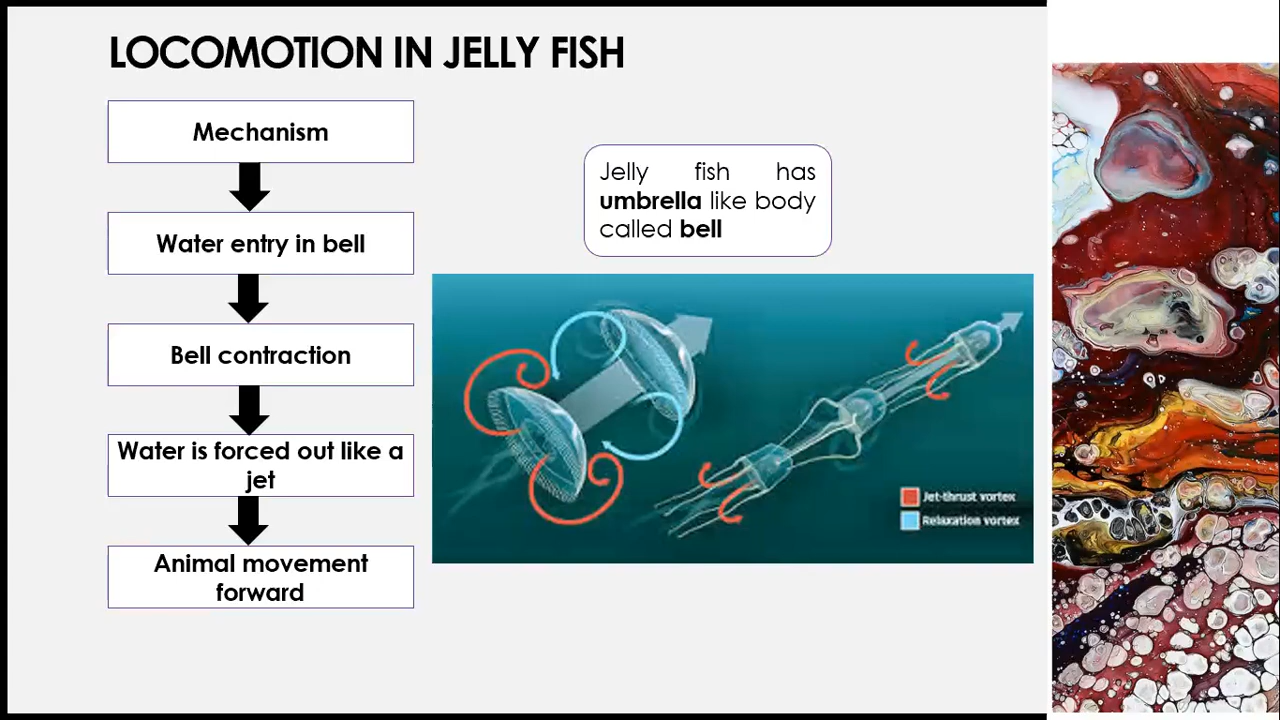 LOCOMOTION IN JELLY FISH
Mechanism
Water entry in bell
Bell contraction
Water is forced out like a
jet
Animal movement
forward
Jelly fish has
umbrella like body
called bell
Jet-thrust vortex
Relaxation vortex